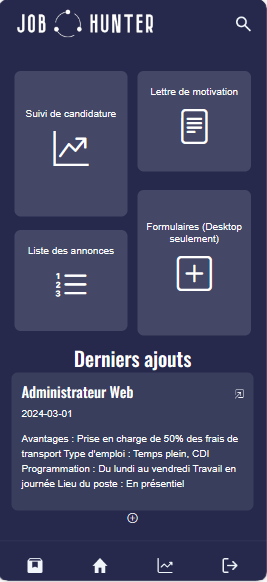 JOB HUNTER
Suivi de candidature
Lettre de motivation
Liste des annonces
1
2
3
Formulaires (Desktop
seulement)
Derniers ajouts
Administrateur Web
2024-03-01
Avantages : Prise en charge de 50% des frais de
transport Type d'emploi : Temps plein, CDI
Programmation : Du lundi au vendredi Travail en
journée Lieu du poste : En présentiel